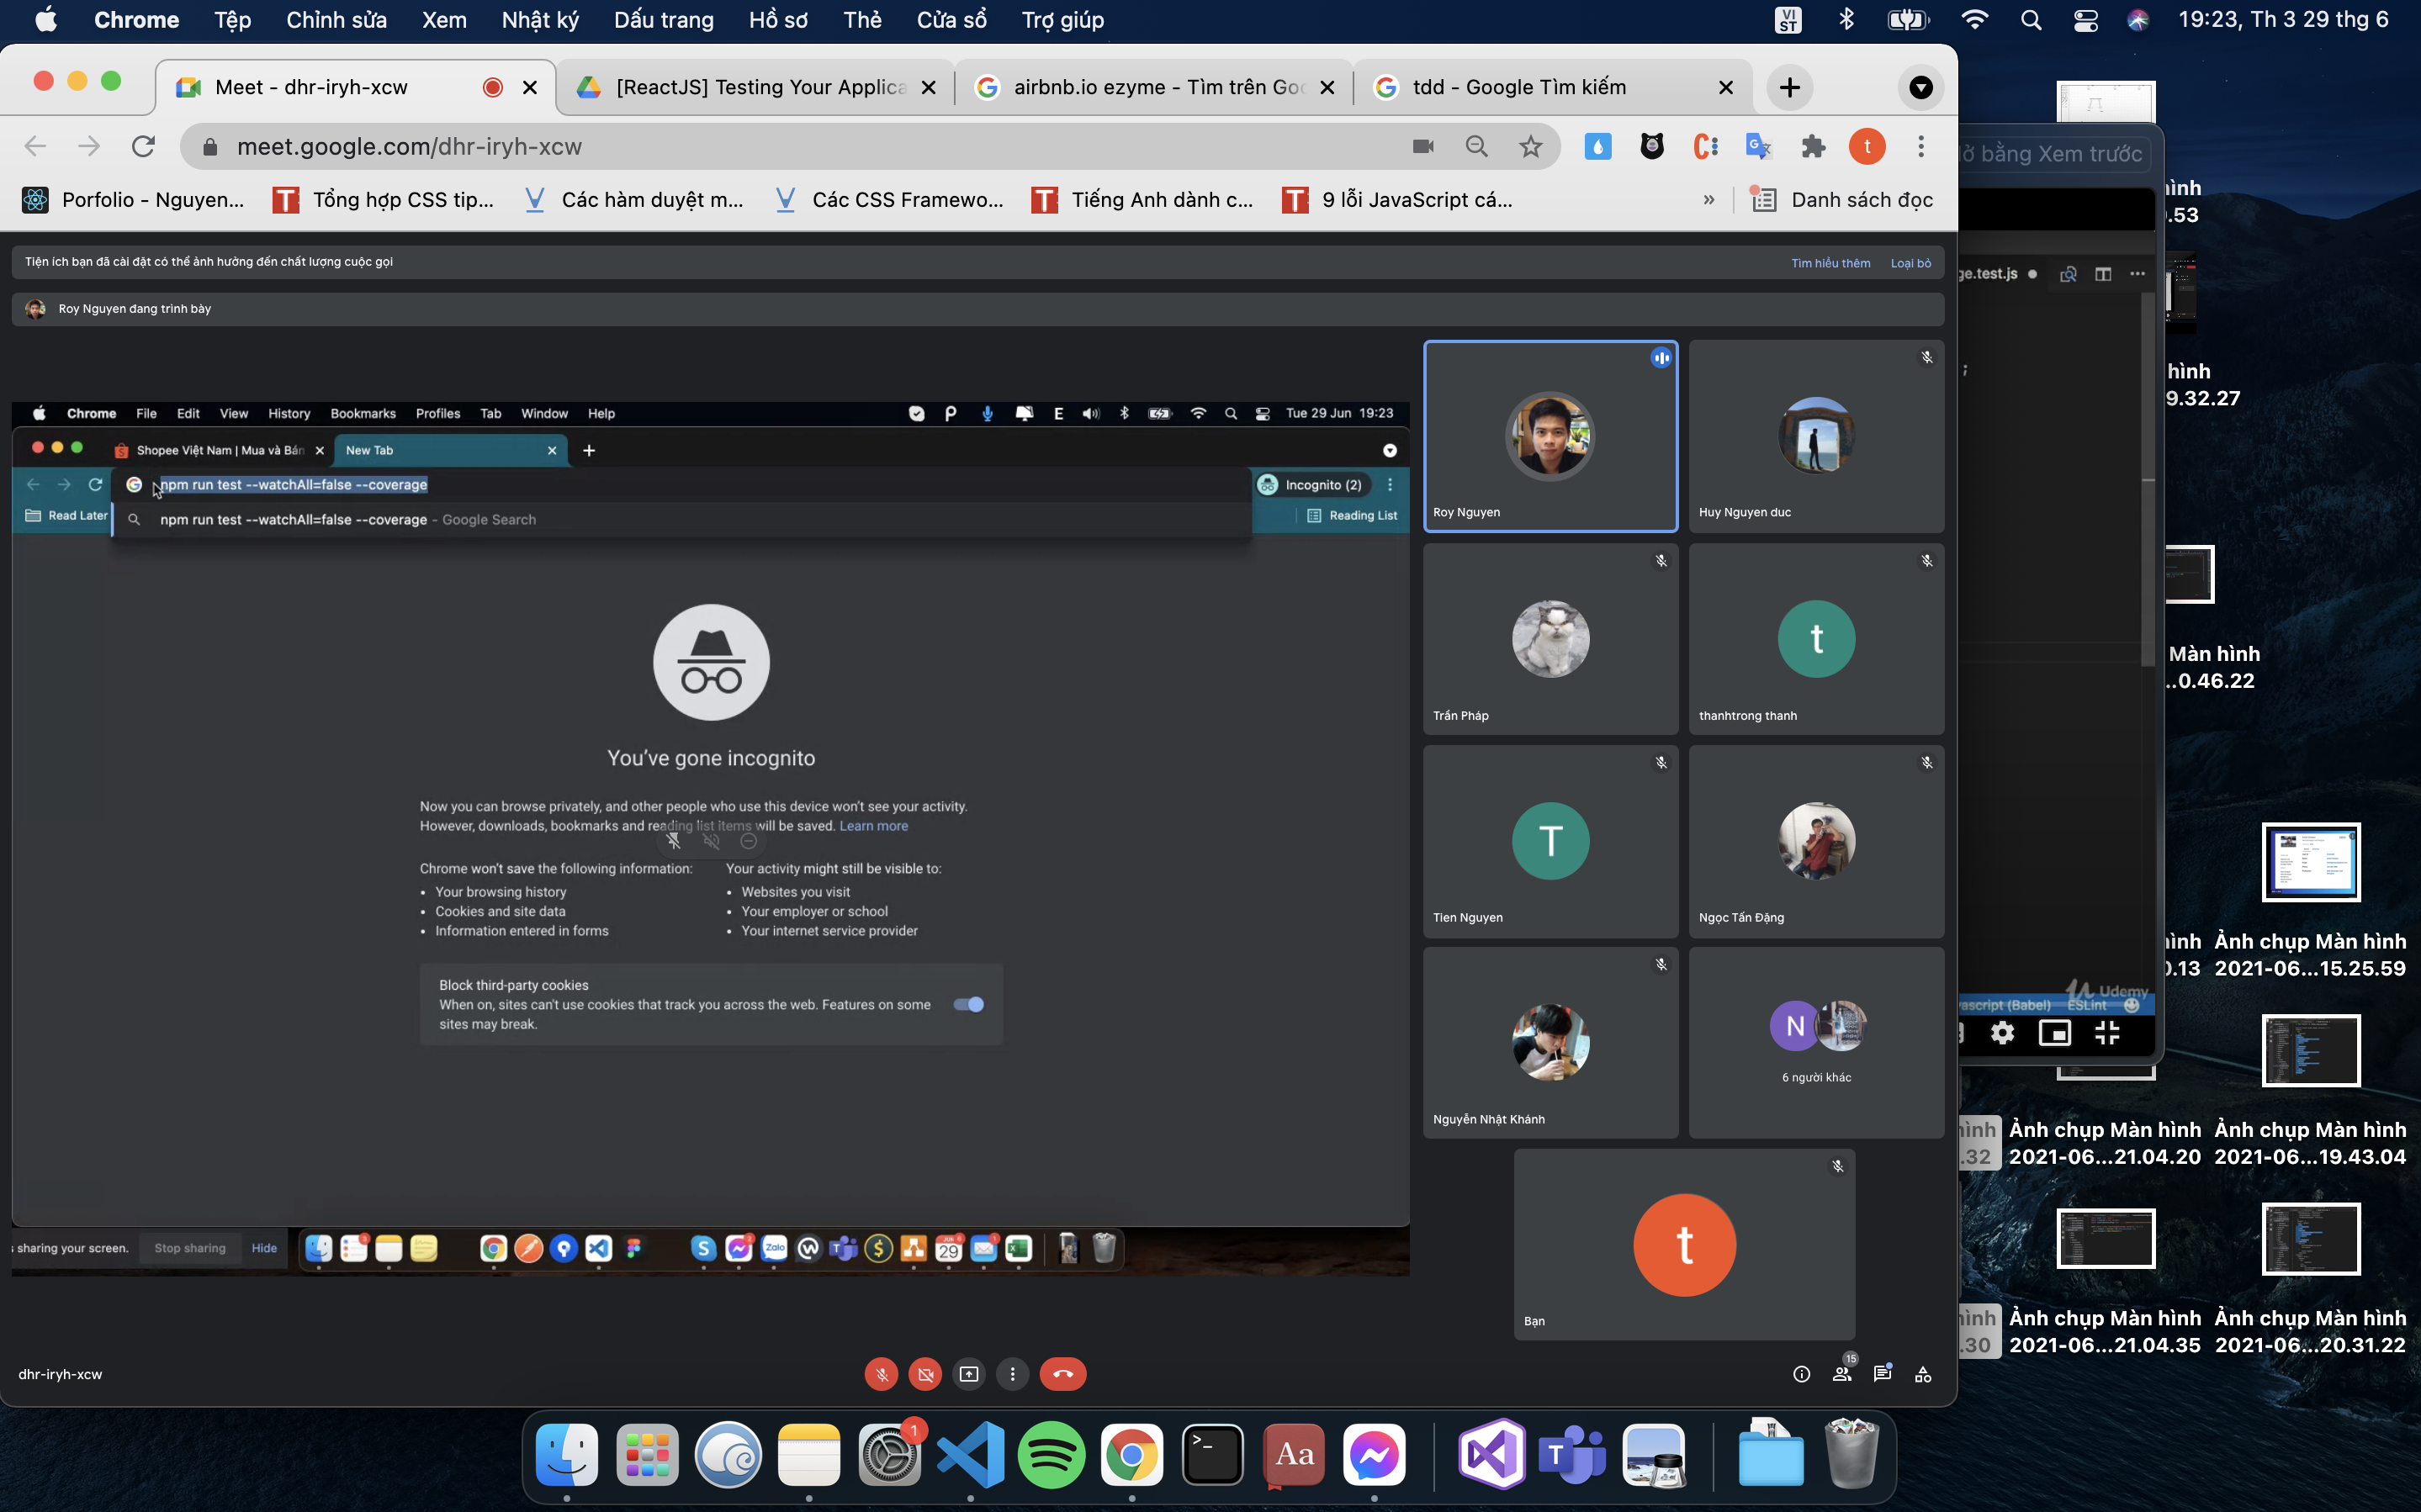 Chrome Tệp Chỉnh sửa Xem Nhật ký Dấu trang Hồ sơ Thẻ Cửa sổ Trợ giúp VI ST 19:23, Th 3 29 thg 6
Meet - dhr-iryh-xcw [ReactJS] Testing Your Applica airbnb.io ezyme - Tìm trên Goo tdd - Google Tìm kiếm
meet.google.com/dhr-iryh-xcw t
Porfolio - Nguyen... Tổng hợp CSS tip... Các hàm duyệt m... Các CSS Framewo... Tiếng Anh dành c... 9 lỗi JavaScript cá... » Danh sách đọc
Tiện ích bạn đã cài đặt có thể ảnh hưởng đến chất lượng cuộc gọi Tìm hiểu thêm Loại bỏ
Roy Nguyen đang trình bày
Chrome File Edit View History Bookmarks Profiles Tab Window Help E Tue 29 Jun 19:23
Shopee Việt Nam | Mua và Bán New Tab
npm run test --watchAll=false --coverage Incognito (2)
Read Later npm run test --watchAll=false --coverage - Google Search Reading List
You've gone incognito
Now you can browse privately, and other people who use this device won't see your activity.
However, downloads, bookmarks and reading list items will be saved. Learn more
Chrome won't save the following information:
• Your browsing history
• Cookies and site data
• Information entered in forms
Your activity might still be visible to:
• Websites you visit
• Your employer or school
• Your internet service provider
Block third-party cookies
When on, sites can't use cookies that track you across the web. Features on some
sites may break.
sharing your screen. Stop sharing Hide
Zalo
JUN
29
Roy Nguyen
Huy Nguyen duc
Trần Pháp
t
thanhtrong thanh
T
Tien Nguyen
Ngọc Tấn Đặng
Nguyễn Nhật Khánh
N
6 người khác
t
Bạn
dhr-iryh-xcw
15
ở bằng Xem trước
ge.test.js
;
Udemy
ascript (Babel) ESLint
ình
.53
hình
9.32.27
Màn hình
...0.46.22
ình
0.13
Ảnh chụp Màn hình
2021-06...15.25.59
ình
.32
Ảnh chụp Màn hình
2021-06...21.04.20
Ảnh chụp Màn hình
2021-06...19.43.04
ình
.30
Ảnh chụp Màn hình
2021-06...21.04.35
Ảnh chụp Màn hình
2021-06...20.31.22
1
Aa
T